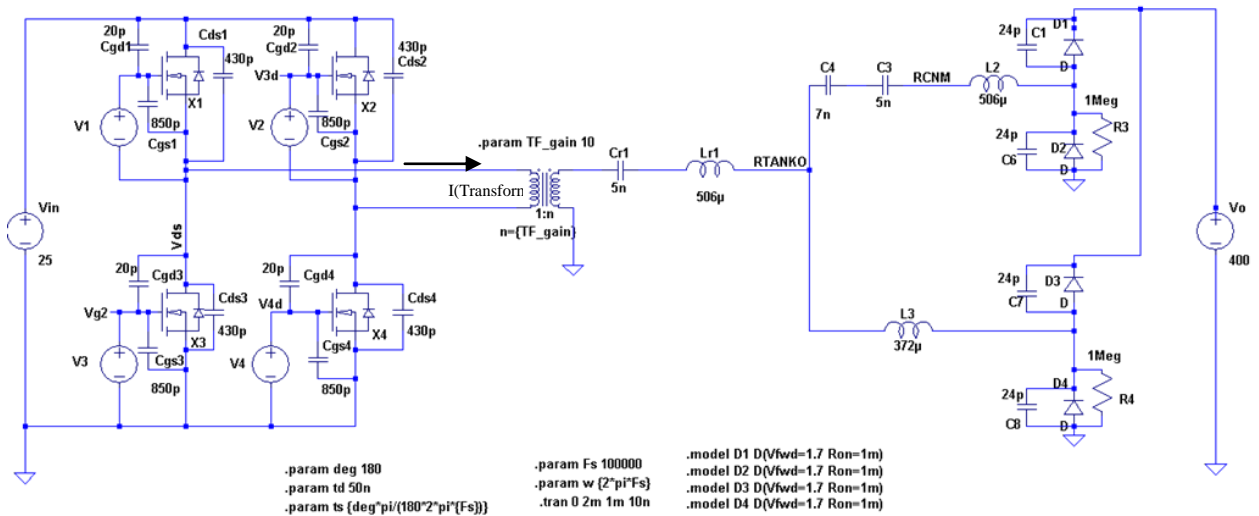 20p
Cgd1
Cds1
430p
X1
V1
850p
Cgs1
20p
Cgd2
V3d
430p
Cds2
X2
V2
850p
Cgs2
.param TF_gain 10
I(Transforn
1:n
n={TF_gain}
Cr1
5n
Lr1
506µ
RTANKO
C4
7n
C3
5n
RCNM
L2
506µ
24p
C1
D1
D
1Meg
R3
24p
C6
D2
D
Vin
25
Vds
20p
Cgd3
Cds3
430p
Vg2
X3
V3
Cgs3
850p
20p
Cgd4
Cds4
430p
V4d
X4
V4
Cgs4
850p
L3
372µ
24p
C7
D3
D
1Meg
R4
24p
C8
D4
D
Vo
400
.param deg 180
.param td 50n
.param ts {deg*pi/(180*2*pi*{Fs})}
.param Fs 100000
.param w {2*pi*Fs}
.tran 0 2m 1m 10n
.model D1 D(Vfwd=1.7 Ron=1m)
.model D2 D(Vfwd=1.7 Ron=1m)
.model D3 D(Vfwd=1.7 Ron=1m)
.model D4 D(Vfwd=1.7 Ron=1m)